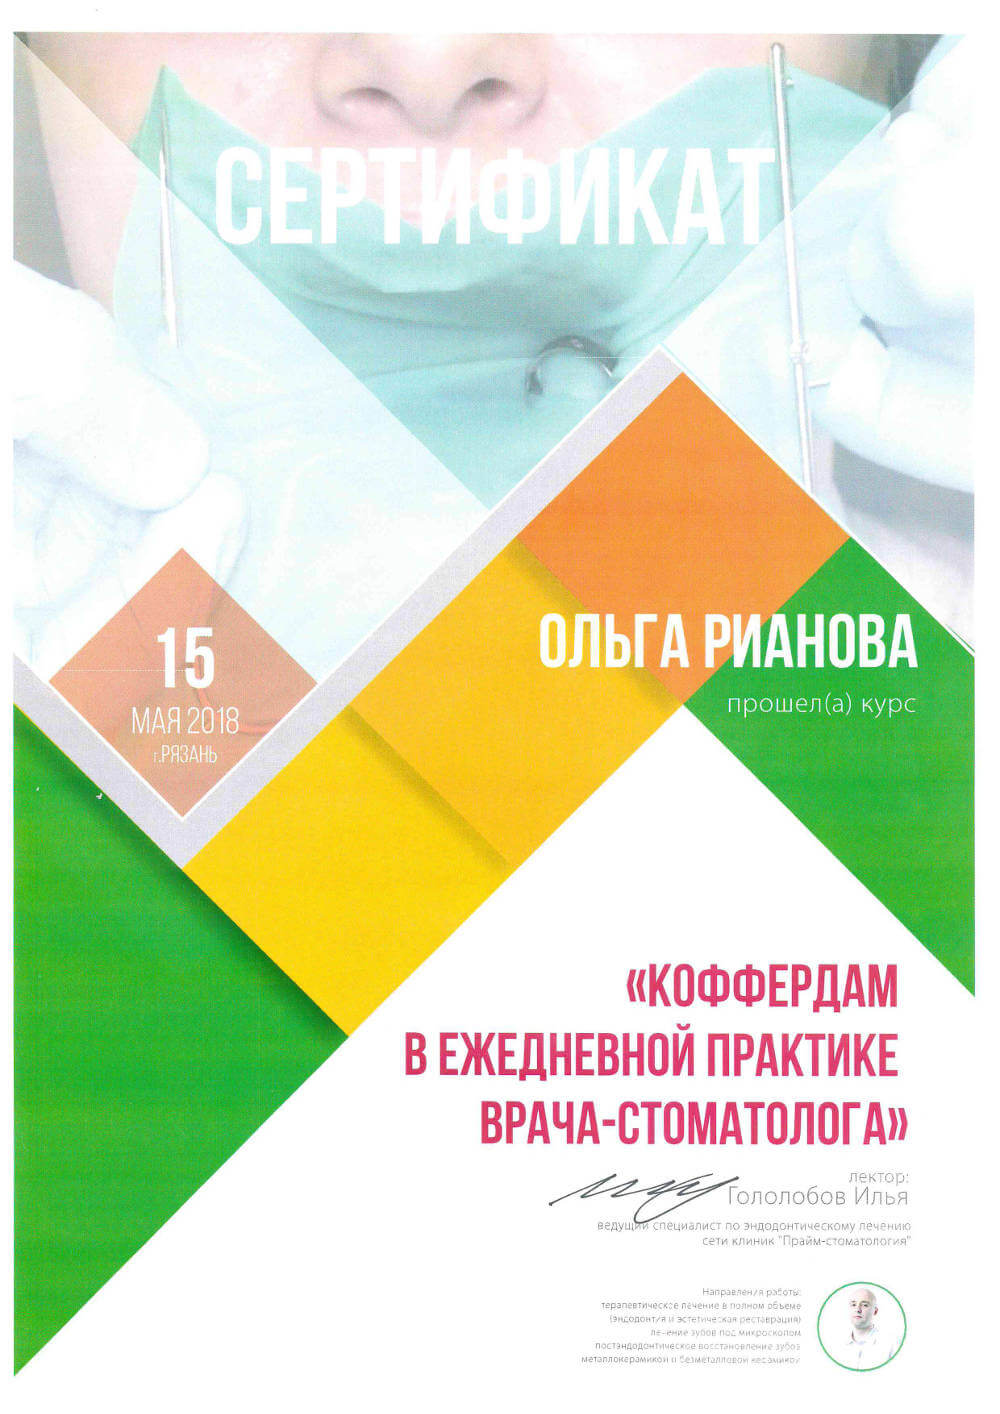 СЕРТИФИКАТ
15
МАЯ 2018
г.РЯЗАНЬ
ОЛЬГА РИАНОВА
прошел(а) курс
«КОФФЕРДАМ
В ЕЖЕДНЕВНОЙ ПРАКТИКЕ
ВРАЧА-СТОМАТОЛОГА»
лектор:
Гололобов Илья
ведущий специалист по эндодонтическому лечению
сети клиник "Прайм-стоматология"
Направления работы:
терапевтическое лечение в полном объеме
(эндодонтия и эстетическая реставрация)
лечение зубов под микроскопом
постэндодонтическое восстановление зубов
металлокерамикой и безметалловой керамикой